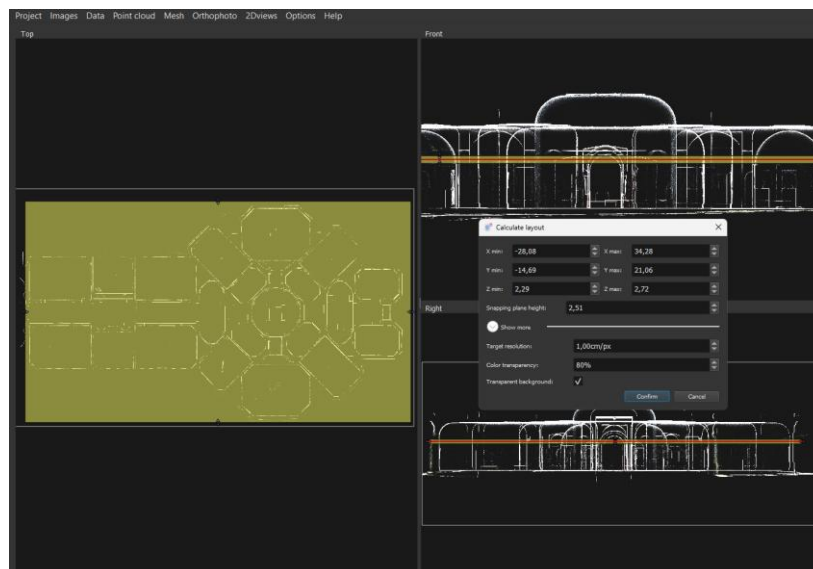 Project Images Data Point cloud Mesh Orthophoto 2Dviews Options Help
Top
Front
Calculate layout
X min: -28,08 X max: 34,28
Y min: -14,69 Y max: 21,06
Z min: 2,29 Z max: 2,72
Snapping plane height: 2,51
Show more
Target resolution: 1,00cm/px
Color transparency: 80%
Transparent background:
Confirm Cancel
Right